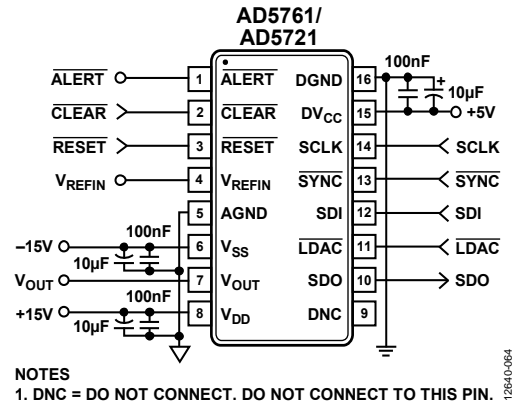 AD5761/
AD5721
100nF
ALERT 1 ALERT DGND 16
+
10µF
CLEAR 2 CLEAR DVCC 15 +5V
RESET 3 RESET SCLK 14 SCLK
VREFIN 4 VREFIN SYNC 13 SYNC
5 AGND SDI 12 SDI
100nF
–15V 6 VSS LDAC 11 LDAC
10µF
VOUT 7 VOUT SDO 10 SDO
100nF
+15V 8 VDD DNC 9
10µF
NOTES
1. DNC = DO NOT CONNECT. DO NOT CONNECT TO THIS PIN.
12640-064